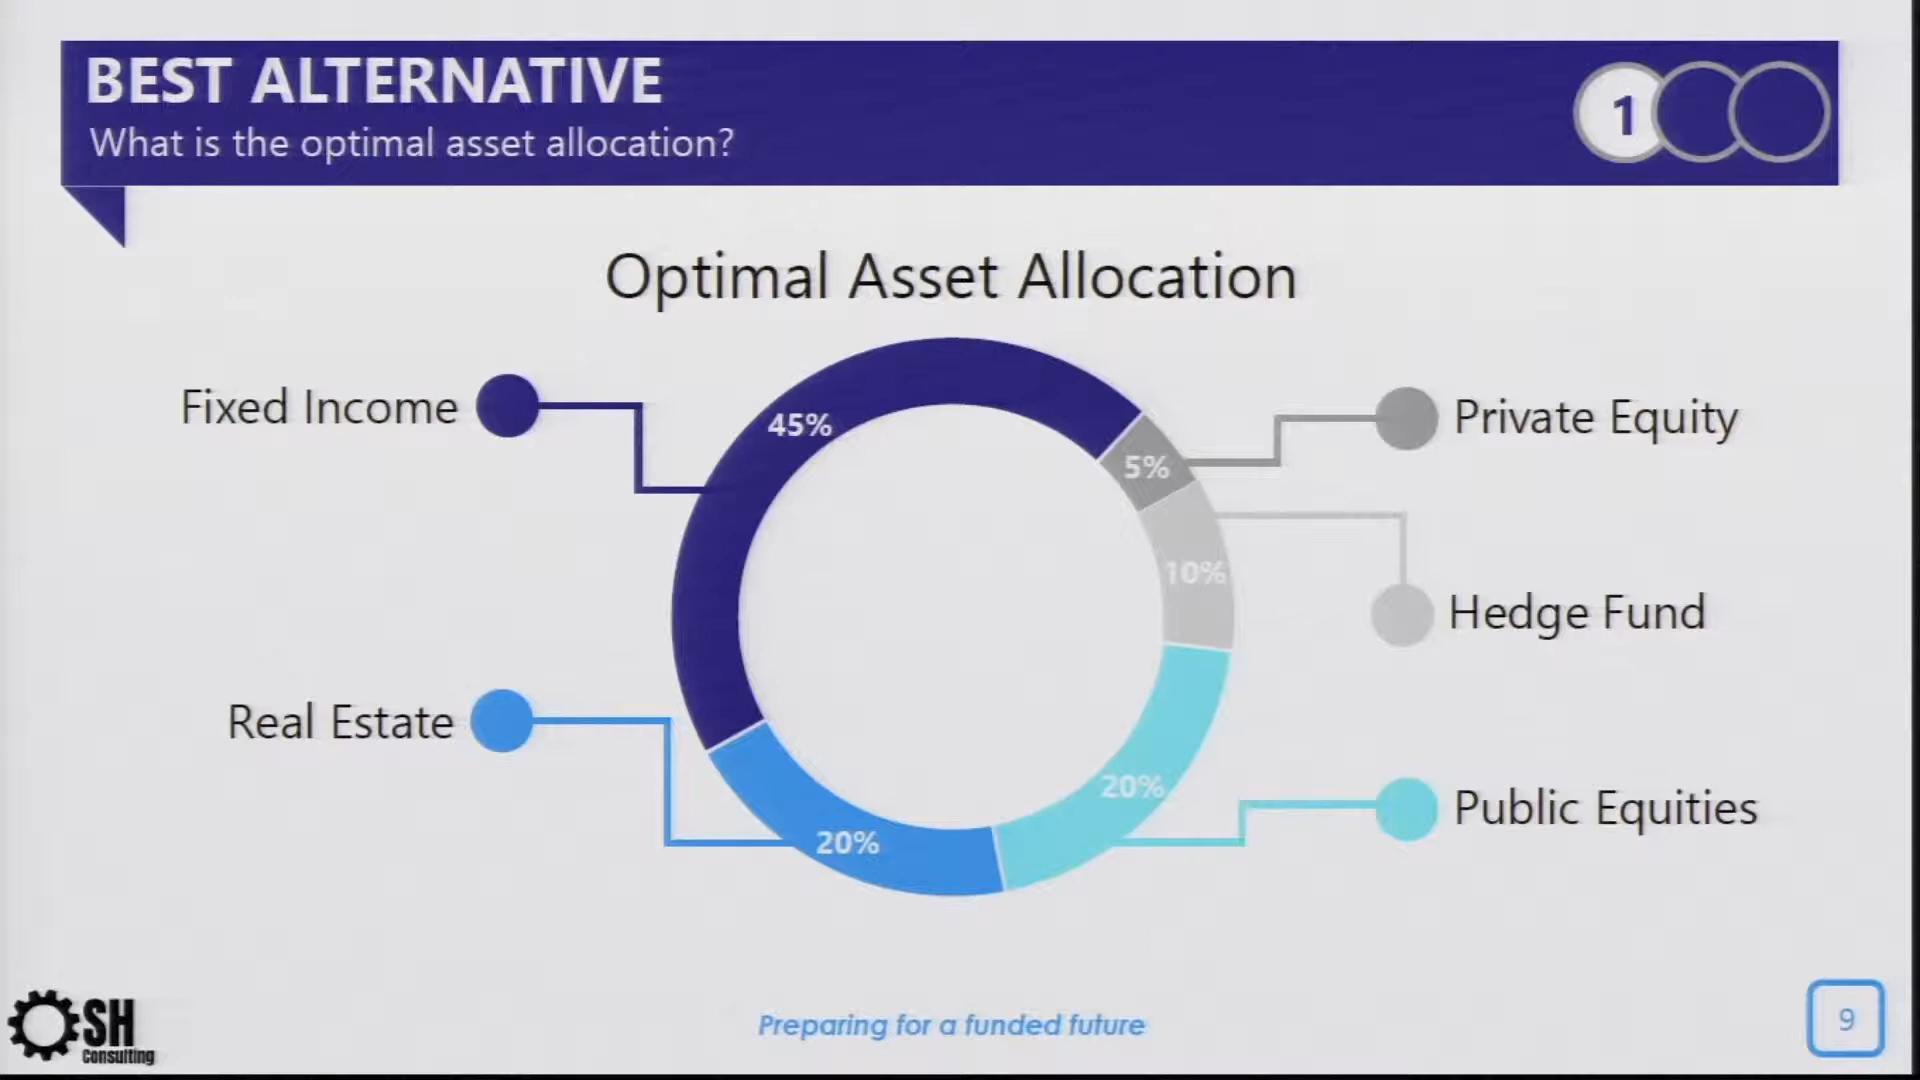 BEST ALTERNATIVE
What is the optimal asset allocation?
1
Optimal Asset Allocation
Fixed Income
45%
Private Equity
5%
10%
Hedge Fund
Real Estate
20%
Public Equities
20%
SH
Consulting
Preparing for a funded future
9